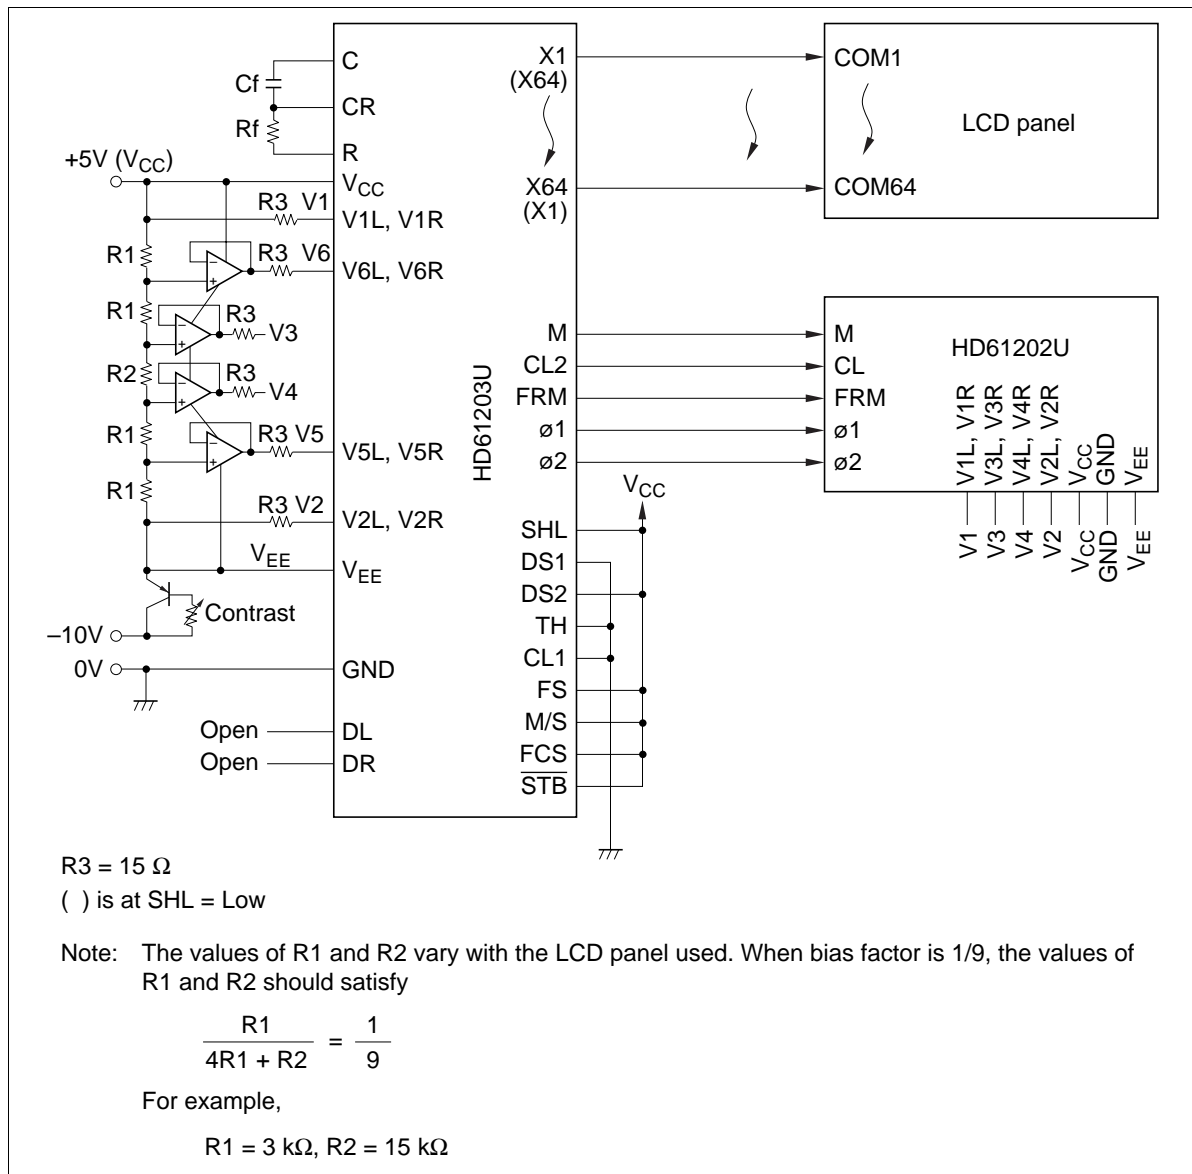 C
Cf
CR
Rf
R
+5V (VCC)
VCC
R3 V1
V1L, V1R
R1
R3 V6
V6L, V6R
R1
R3
V3
R2
R3
V4
R1
R3 V5
V5L, V5R
R1
R3 V2
V2L, V2R
VEE
VEE
Contrast
–10V
0V
GND
Open
DL
Open
DR
HD61203U
X1
(X64)
X64
(X1)
M
CL2
FRM
ø1
ø2
VCC
SHL
DS1
DS2
TH
CL1
FS
M/S
FCS
STB
COM1
LCD panel
COM64
HD61202U
M
CL
FRM
ø1
ø2
V1L, V1R
V3L, V3R
V4L, V4R
V2L, V2R
VCC
GND
VEE
V1
V3
V4
V2
VCC
GND
VEE
R3 = 15 Ω
( ) is at SHL = Low
Note: The values of R1 and R2 vary with the LCD panel used. When bias factor is 1/9, the values of
R1 and R2 should satisfy
R1
4R1 + R2
=
1
9
For example,
R1 = 3 kΩ, R2 = 15 kΩ